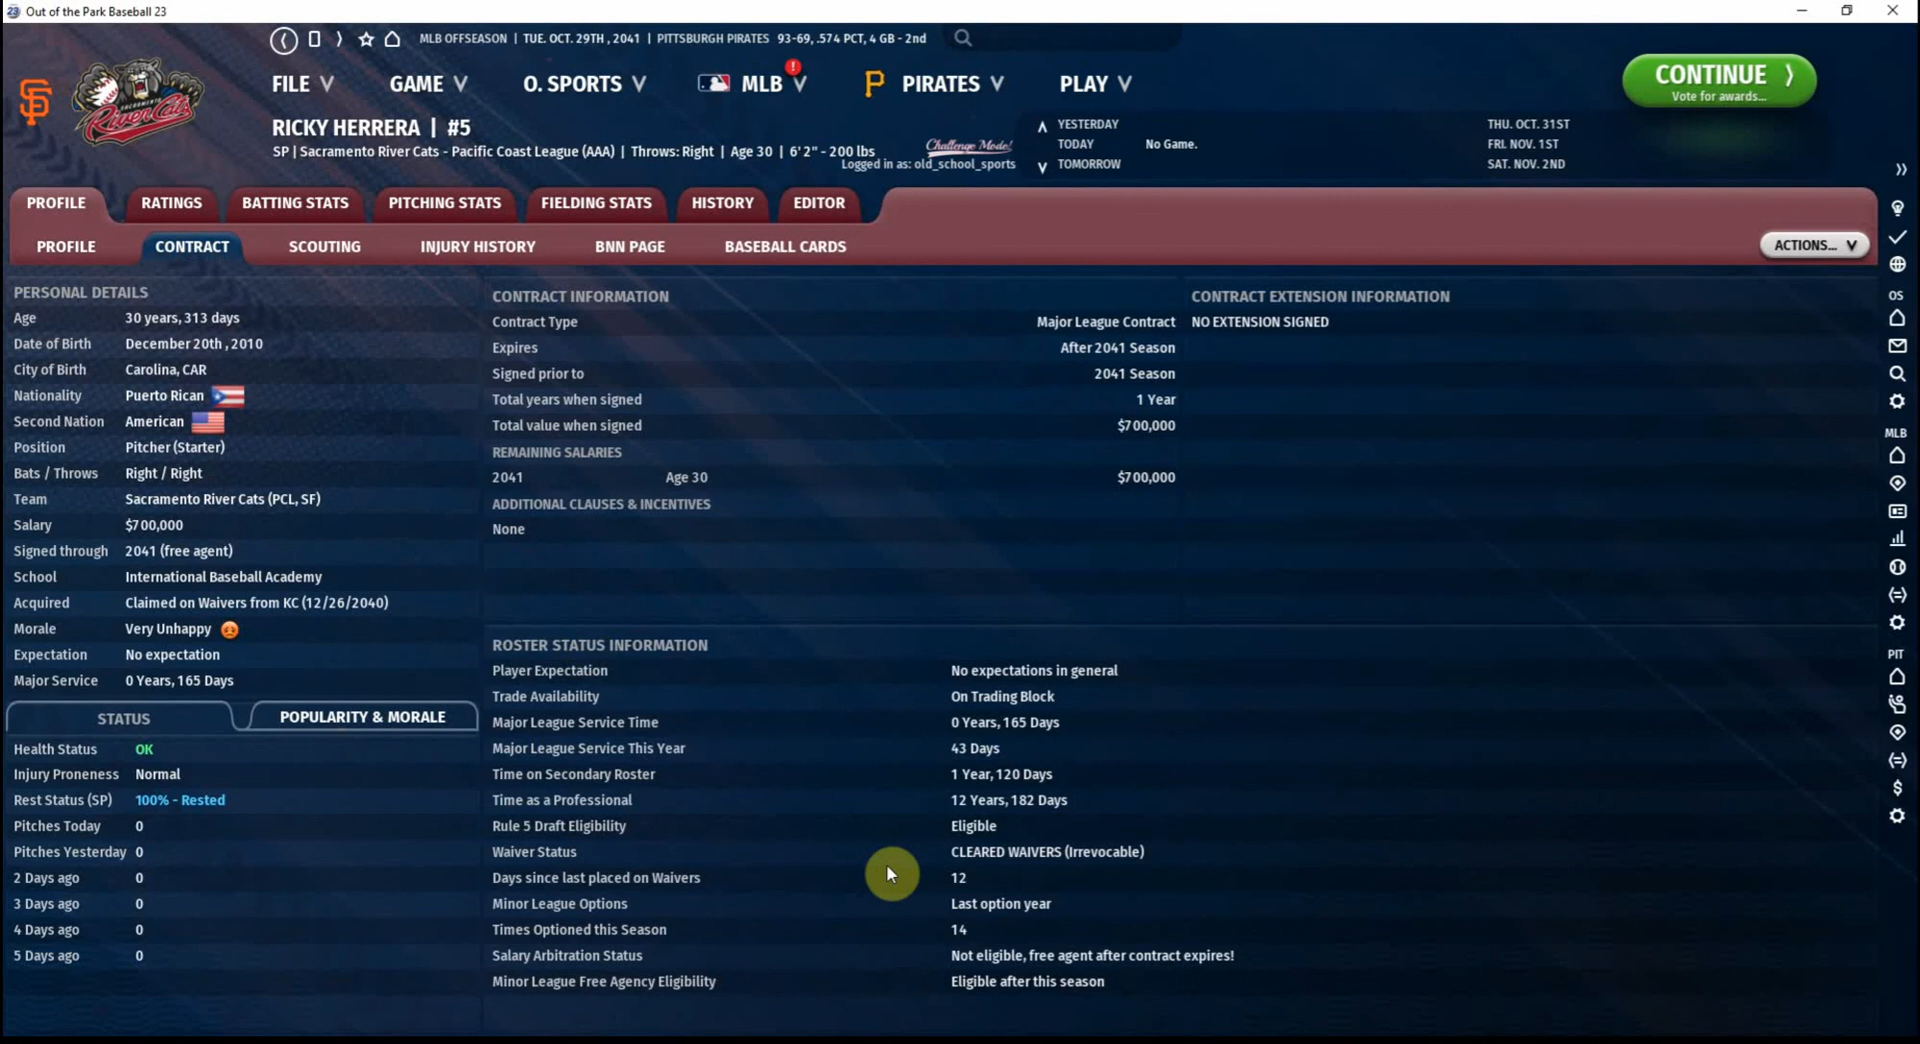 23 Out of the Park Baseball 23
MLB OFFSEASON | TUE. OCT. 29TH , 2041 | PITTSBURGH PIRATES 93-69, .574 PCT, 4 GB - 2nd
SF
SACRAMENTO
RiverCats
FILE GAME O. SPORTS MLB ! P PIRATES PLAY
CONTINUE
Vote for awards...
RICKY HERRERA | #5
SP | Sacramento River Cats - Pacific Coast League (AAA) | Throws: Right | Age 30 | 6' 2" - 200 lbs
Challenge Mode!
Logged in as: old_school_sports
YESTERDAY
TODAY No Game.
TOMORROW
THU. OCT. 31ST
FRI. NOV. 1ST
SAT. NOV. 2ND
PROFILE RATINGS BATTING STATS PITCHING STATS FIELDING STATS HISTORY EDITOR
PROFILE CONTRACT SCOUTING INJURY HISTORY BNN PAGE BASEBALL CARDS
ACTIONS...
PERSONAL DETAILS
Age 30 years, 313 days
Date of Birth December 20th , 2010
City of Birth Carolina, CAR
Nationality Puerto Rican
Second Nation American
Position Pitcher (Starter)
Bats / Throws Right / Right
Team Sacramento River Cats (PCL, SF)
Salary $700,000
Signed through 2041 (free agent)
School International Baseball Academy
Acquired Claimed on Waivers from KC (12/26/2040)
Morale Very Unhappy
Expectation No expectation
Major Service 0 Years, 165 Days
STATUS POPULARITY & MORALE
Health Status OK
Injury Proneness Normal
Rest Status (SP) 100% - Rested
Pitches Today 0
Pitches Yesterday 0
2 Days ago 0
3 Days ago 0
4 Days ago 0
5 Days ago 0
CONTRACT INFORMATION
Contract Type Major League Contract
Expires After 2041 Season
Signed prior to 2041 Season
Total years when signed 1 Year
Total value when signed $700,000
REMAINING SALARIES
2041 Age 30 $700,000
ADDITIONAL CLAUSES & INCENTIVES
None
CONTRACT EXTENSION INFORMATION
NO EXTENSION SIGNED
ROSTER STATUS INFORMATION
Player Expectation No expectations in general
Trade Availability On Trading Block
Major League Service Time 0 Years, 165 Days
Major League Service This Year 43 Days
Time on Secondary Roster 1 Year, 120 Days
Time as a Professional 12 Years, 182 Days
Rule 5 Draft Eligibility Eligible
Waiver Status CLEARED WAIVERS (Irrevocable)
Days since last placed on Waivers 12
Minor League Options Last option year
Times Optioned this Season 14
Salary Arbitration Status Not eligible, free agent after contract expires!
Minor League Free Agency Eligibility Eligible after this season
OS
MLB
PIT
$